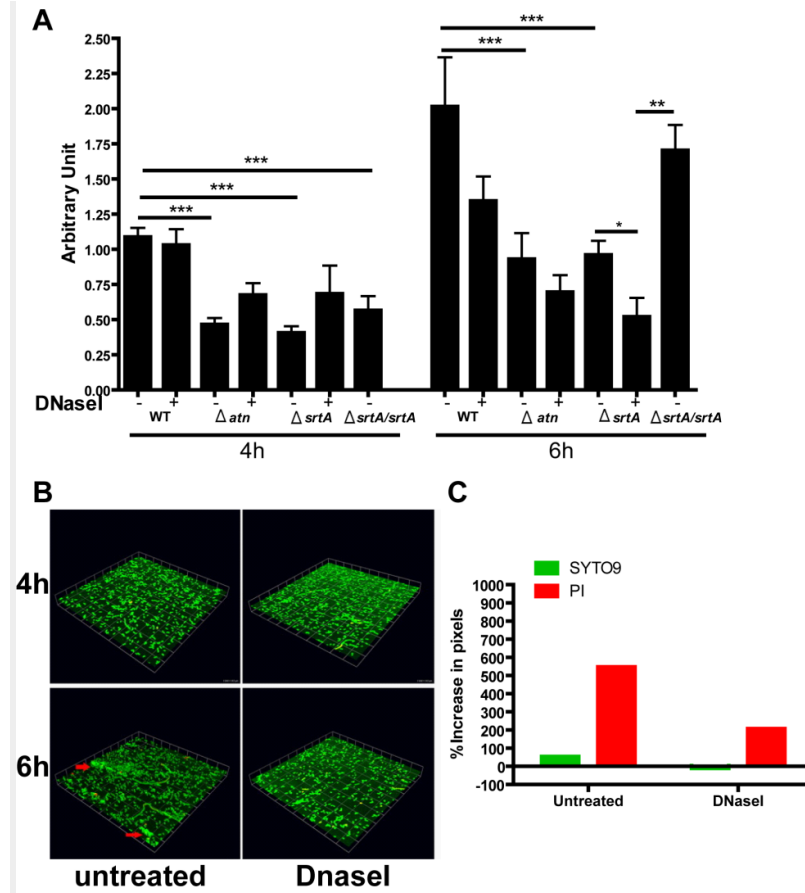 A
2.50
2.25
2.00
1.75
1.50
1.25
1.00
0.75
0.50
0.25
0.00
Arbitrary Unit
*** *** *** *** *** ** *
DNaseI - + - + - + - - + - + - + -
WT Δ atn Δ srtA Δ srtA/srtA WT Δ atn Δ srtA Δ srtA/srtA
4h 6h
B
4h
6h
untreated DnaseI
C
SYTO9
PI
1000
900
800
700
600
500
400
300
200
100
0
-100
% Increase in pixels
Untreated DNaseI